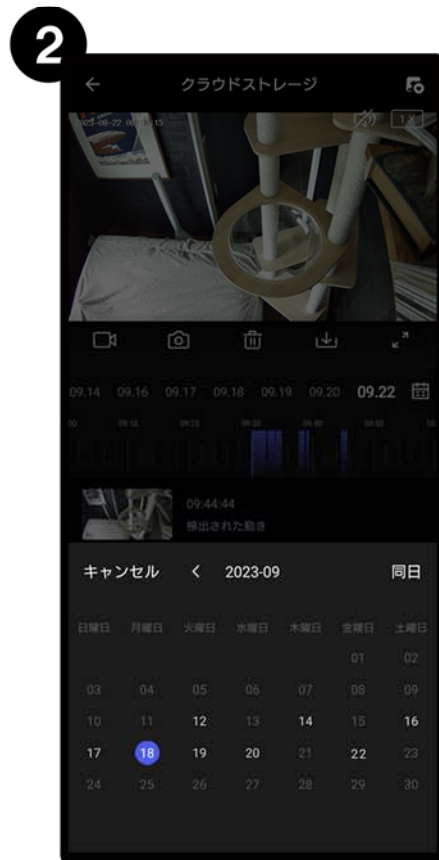 2
クラウドストレージ
1X
09.14 09.16 09.17 09.18 09.19 09.20 09.22
09:44:44
検出された動き
キャンセル < 2023-09 同日
日曜日 月曜日 火曜日 水曜日 木曜日 金曜日 土曜日
01 02
03 04 05 06 07 08 09
10 11 12 13 14 15 16
17 18 19 20 21 22 23
24 25 26 27 28 29 30